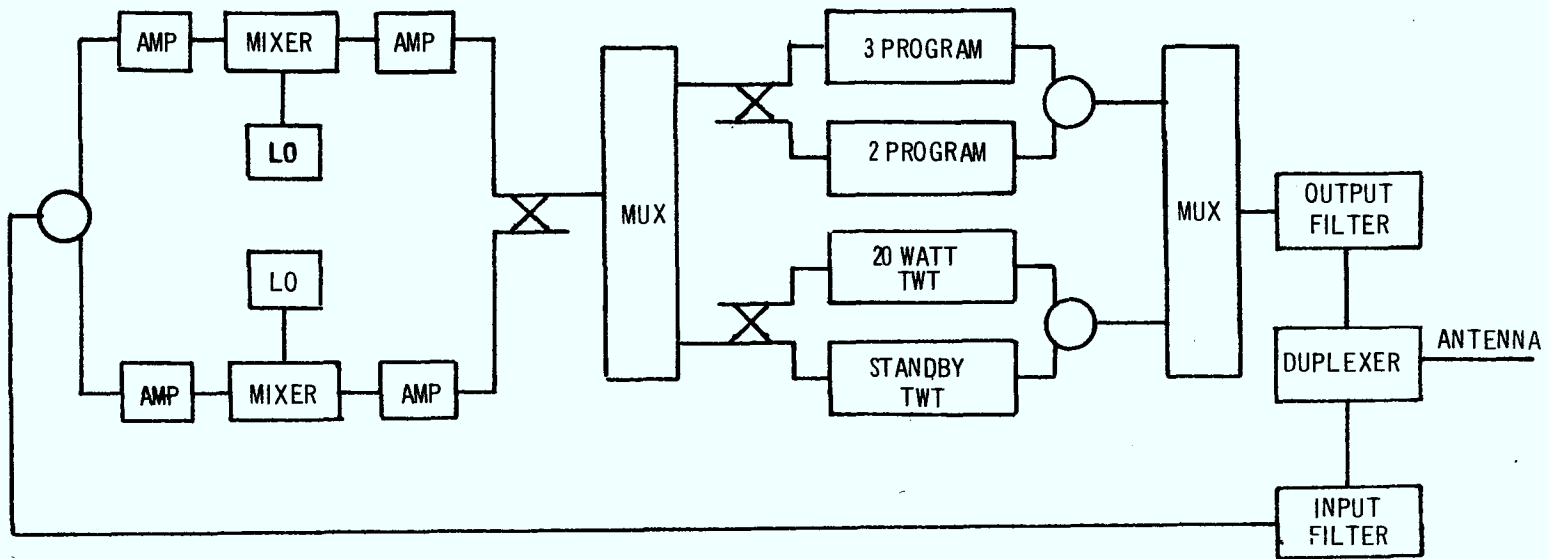 AMP
MIXER
AMP
LO
LO
AMP
MIXER
AMP
MUX
3 PROGRAM
2 PROGRAM
20 WATT
TWT
STANDBY
TWT
MUX
OUTPUT
FILTER
DUPLEXER
ANTENNA
INPUT
FILTER